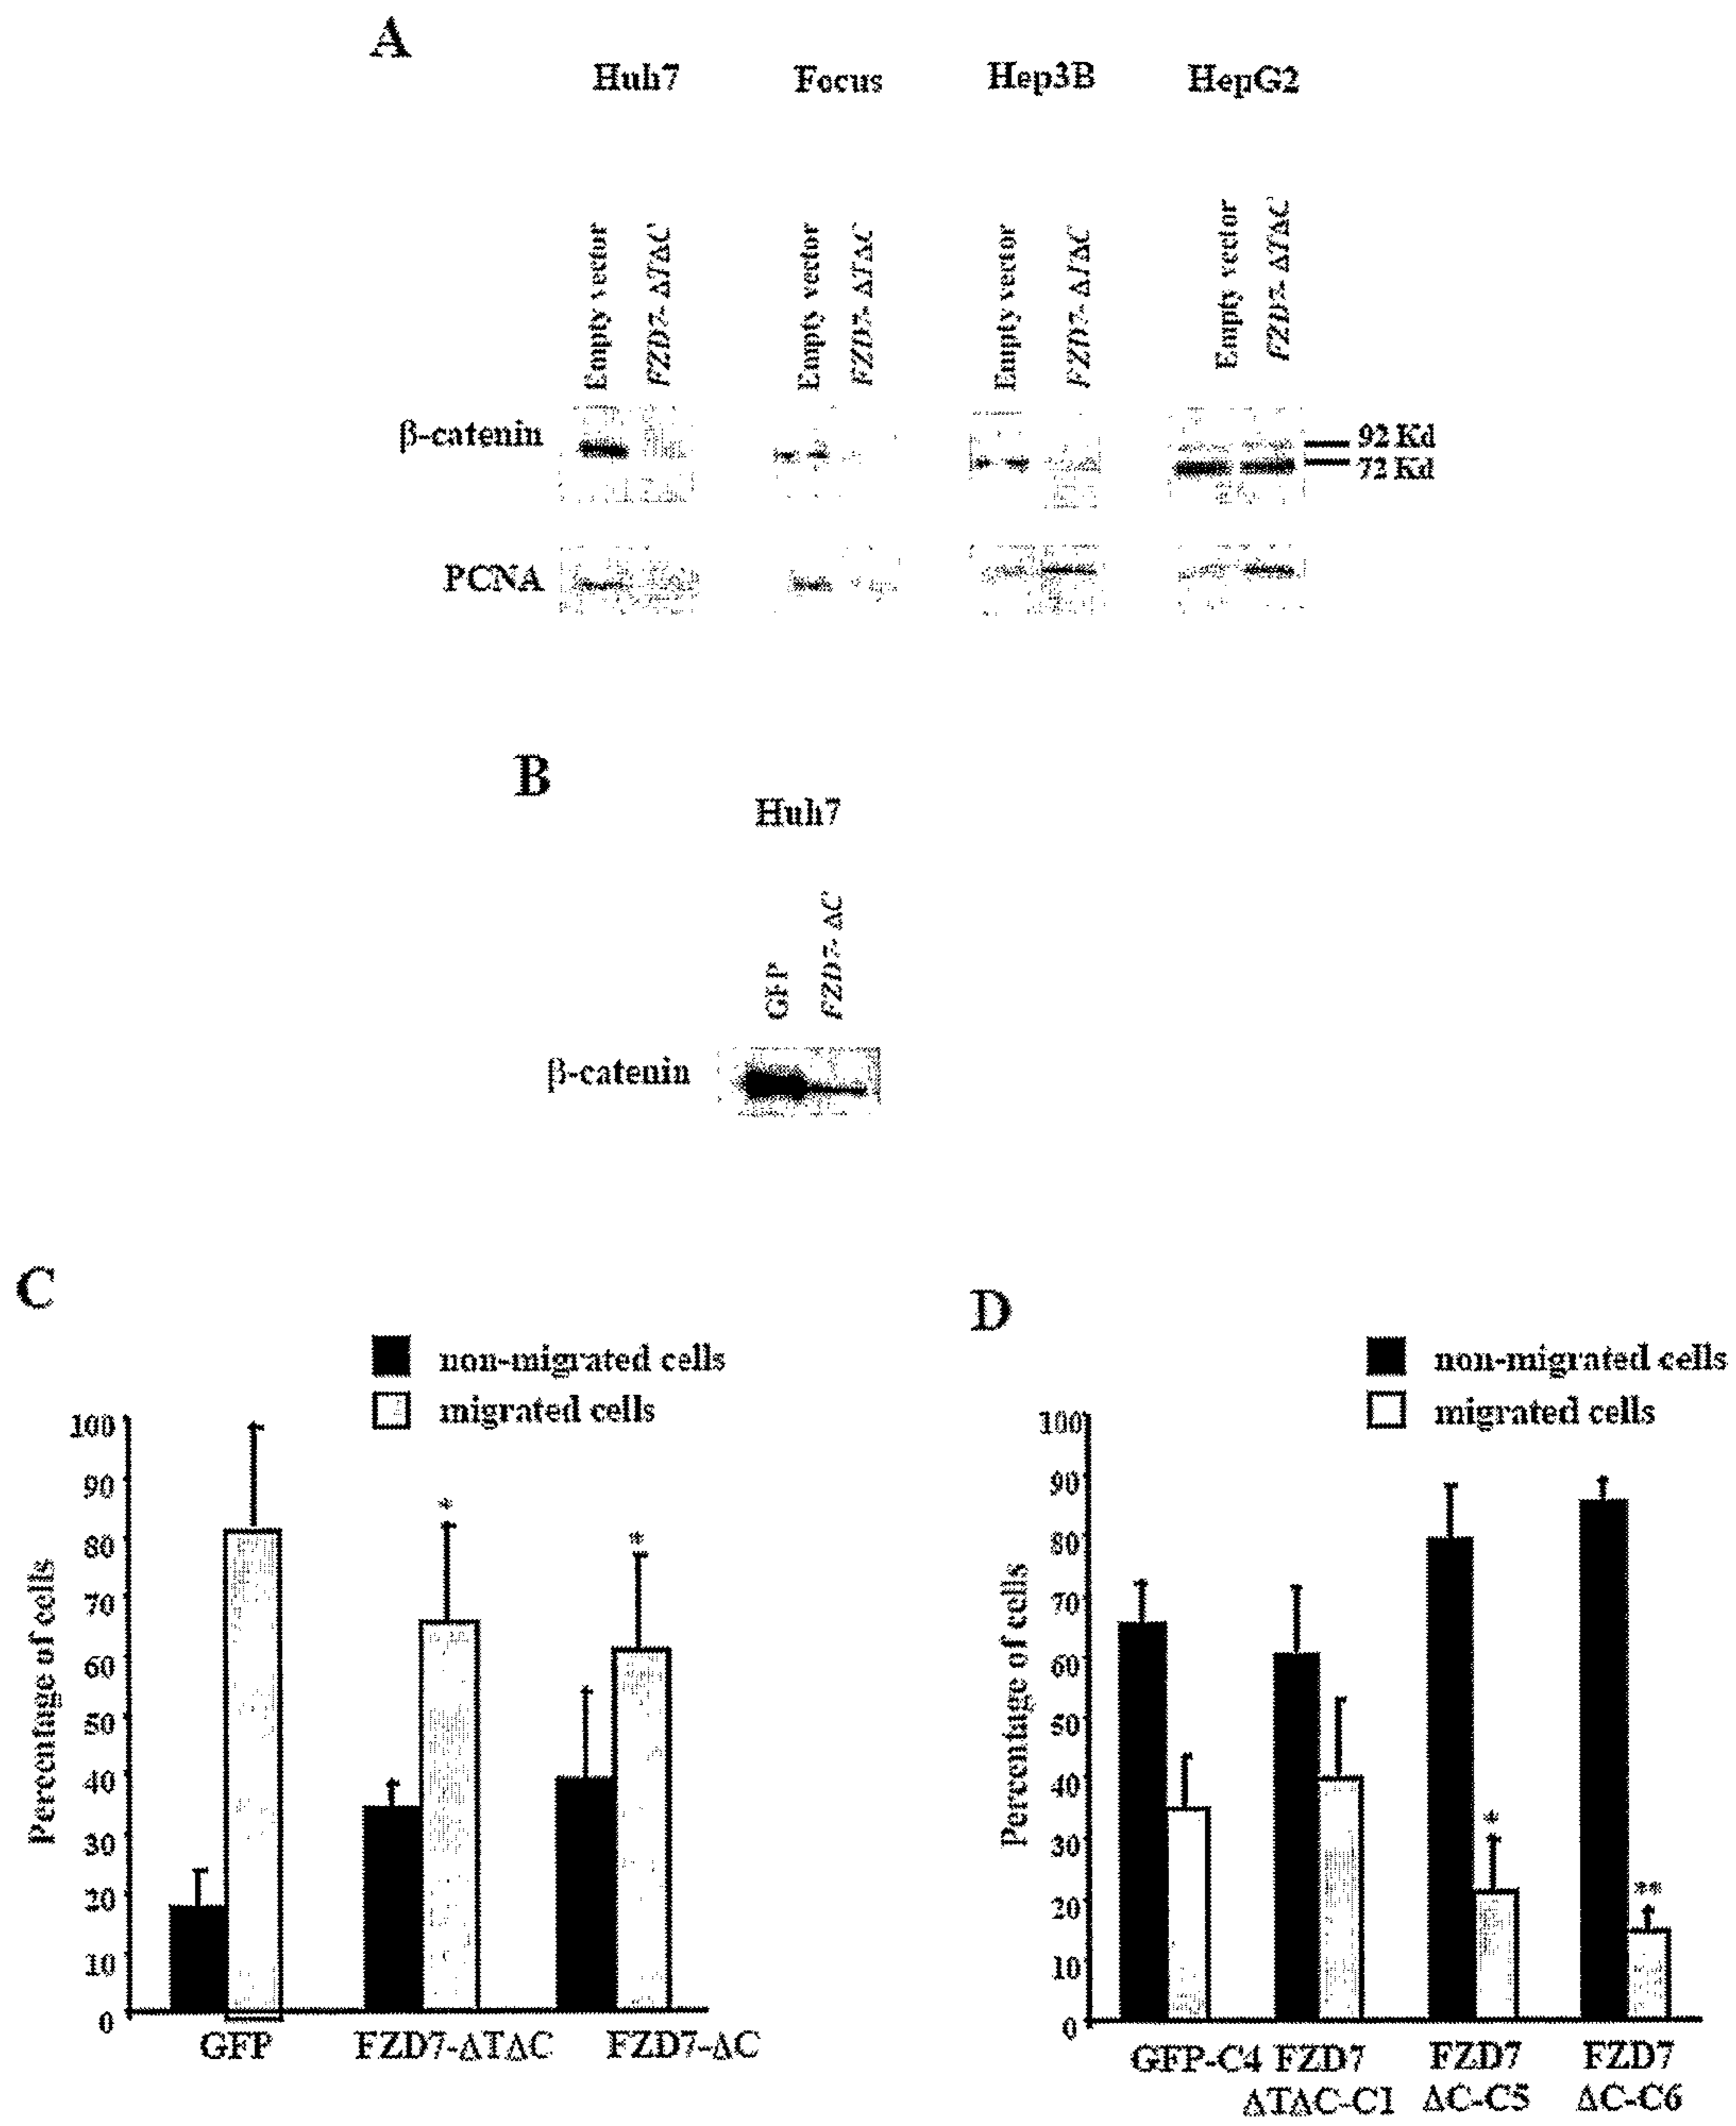 A
Huh7 Focus Hep3B HepG2
Empty vector FZD7-ΔTΔC Empty vector FZD7-ΔTΔC Empty vector FZD7-ΔTΔC Empty vector FZD7-ΔTΔC
β-catenin
92 Kd
72 Kd
PCNA
B
Huh7
GFP FZD7-ΔC
β-catenin
C
non-migrated cells
migrated cells
Percentage of cells
100
90
80
70
60
50
40
30
20
10
0
*
*
GFP FZD7-ΔTΔC FZD7-ΔC
D
non-migrated cells
migrated cells
Percentage of cells
100
90
80
70
60
50
40
30
20
10
0
*
**
GFP-C4 FZD7 FZD7 FZD7
ΔTΔC-C1 ΔC-C5 ΔC-C6